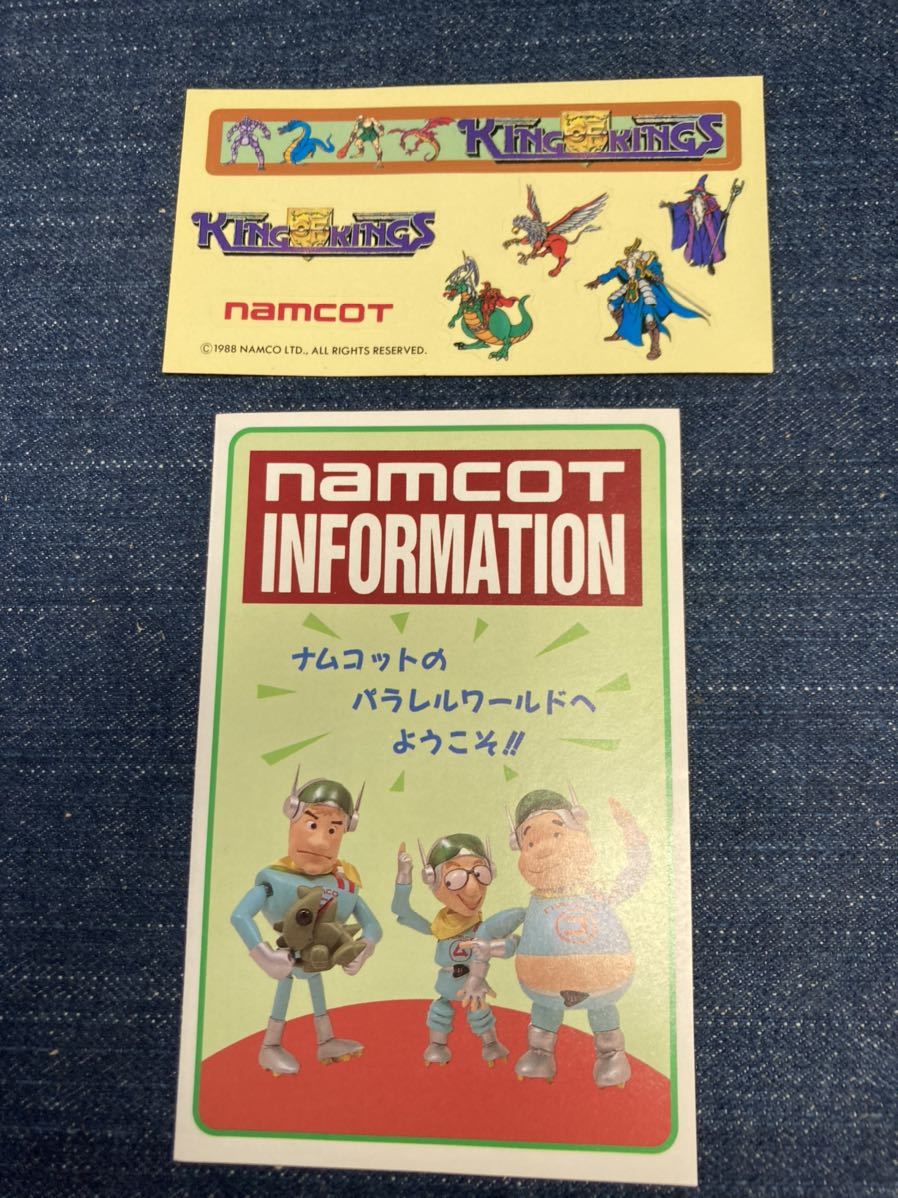 KING OF KINGS
KING OF KINGS
namcot
©1988 NAMCO LTD., ALL RIGHTS RESERVED.
namcot
INFORMATION
ナムコットの
パラレルワールドへ
ようこそ!!
ム